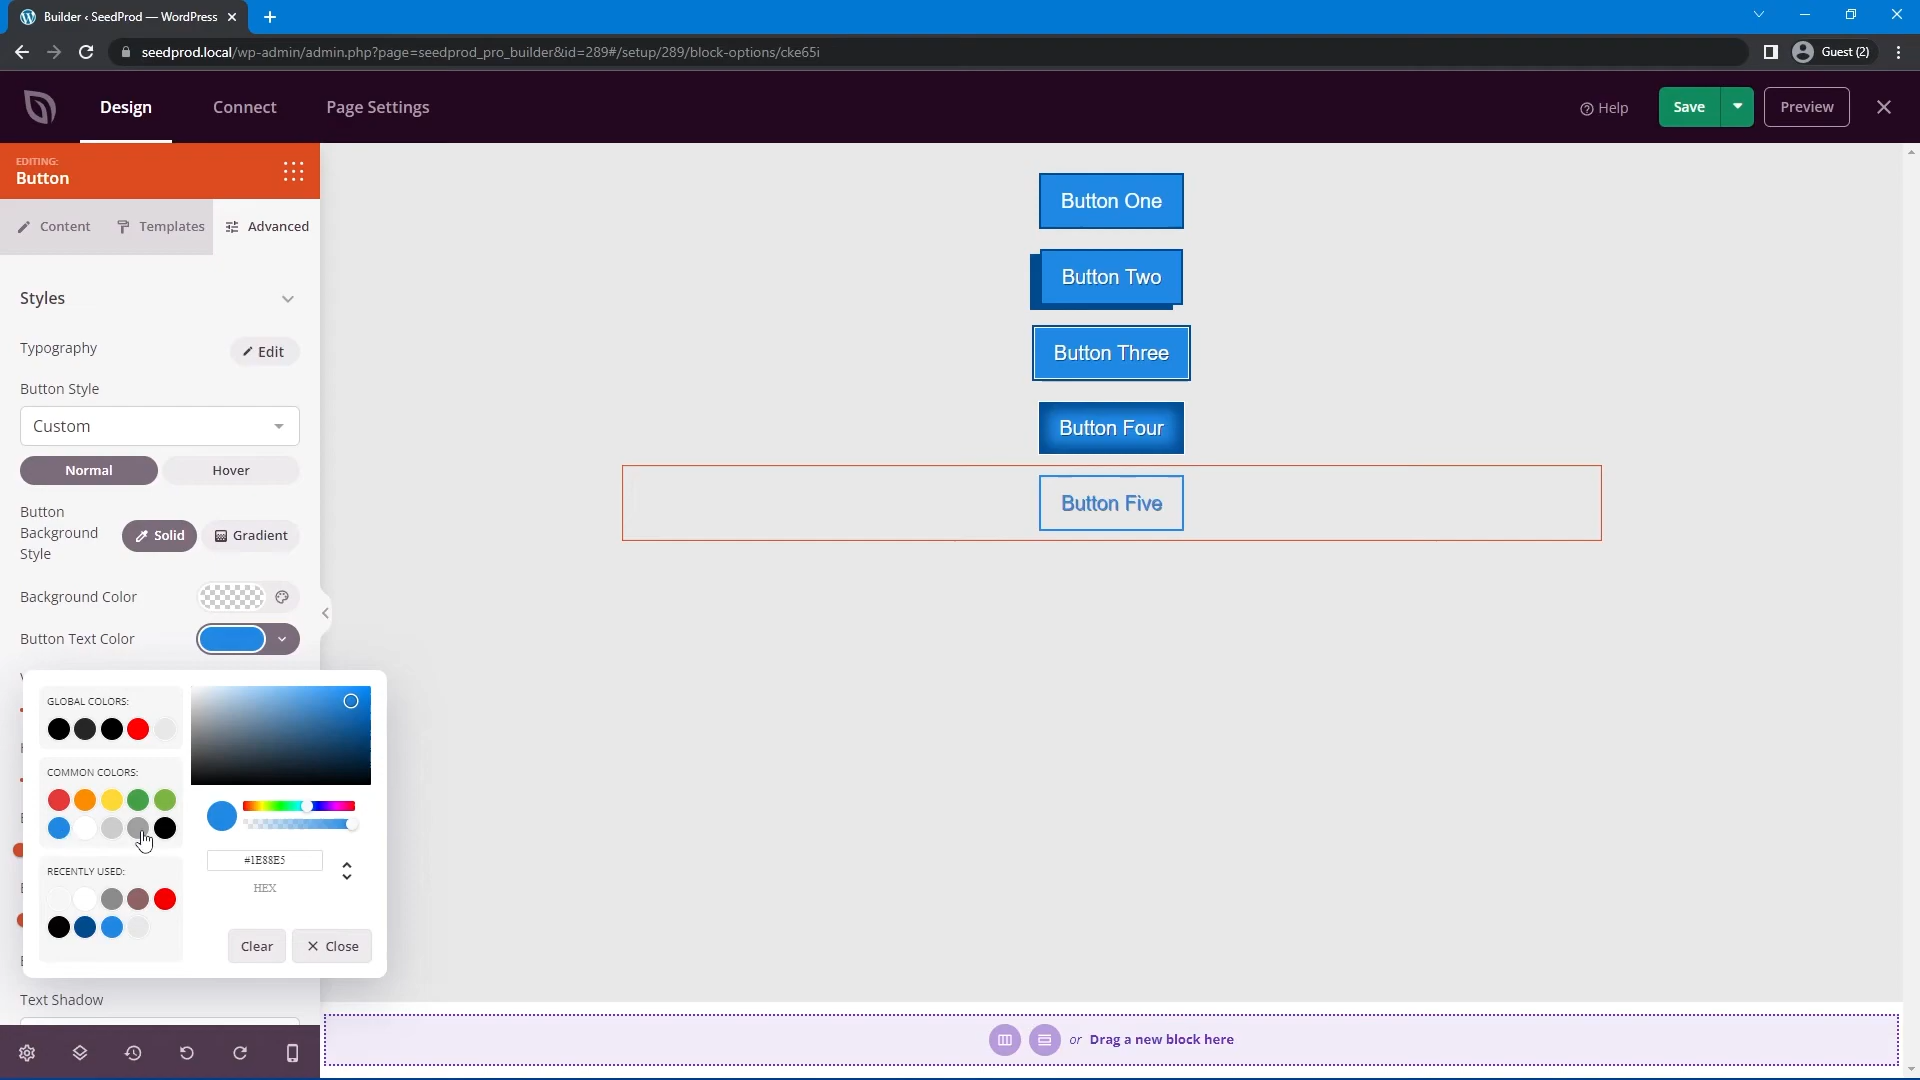 Builder ‹ SeedProd — WordPress
seedprod.local/wp-admin/admin.php?page=seedprod_pro_builder&id=289#/setup/289/block-options/cke65i
Guest (2)
Design
Connect
Page Settings
Help
Save
Preview
EDITING:
Button
Content
Templates
Advanced
Styles
Typography
Edit
Button Style
Custom
Normal
Hover
Button
Background
Style
Solid
Gradient
Background Color
Button Text Color
GLOBAL COLORS:
COMMON COLORS:
RECENTLY USED:
#1E88E5
HEX
Clear
Close
Text Shadow
Button One
Button Two
Button Three
Button Four
Button Five
or Drag a new block here